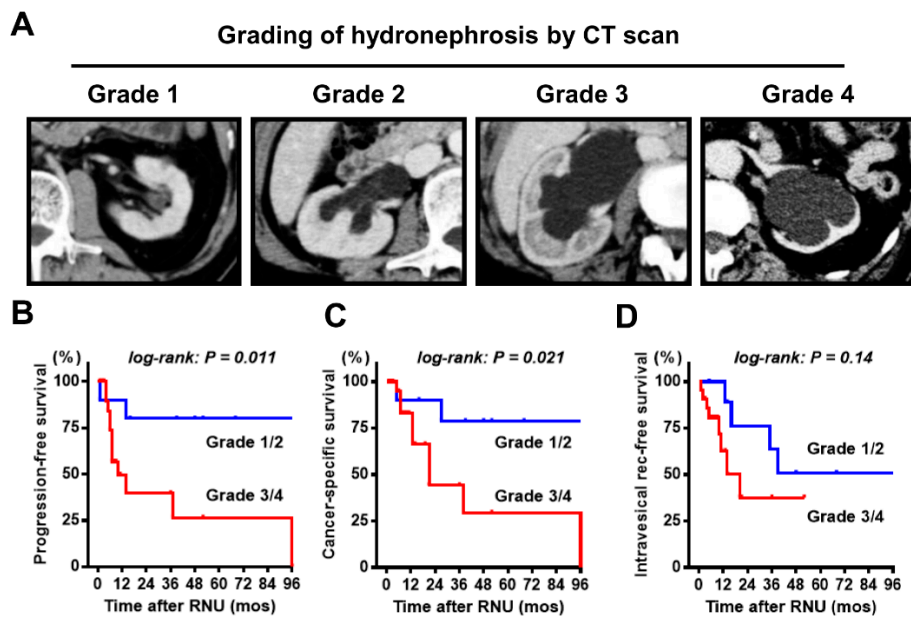 A
Grading of hydronephrosis by CT scan
Grade 1
Grade 2
Grade 3
Grade 4
B
(%)
log-rank: P = 0.011
Progression-free survival
100
75
50
25
0
Grade 1/2
Grade 3/4
0 12 24 36 48 60 72 84 96
Time after RNU (mos)
C
(%)
log-rank: P = 0.021
Cancer-specific survival
100
75
50
25
0
Grade 1/2
Grade 3/4
0 12 24 36 48 60 72 84 96
Time after RNU (mos)
D
(%)
log-rank: P = 0.14
Intravesical rec-free survival
100
75
50
25
0
Grade 1/2
Grade 3/4
0 12 24 36 48 60 72 84 96
Time after RNU (mos)